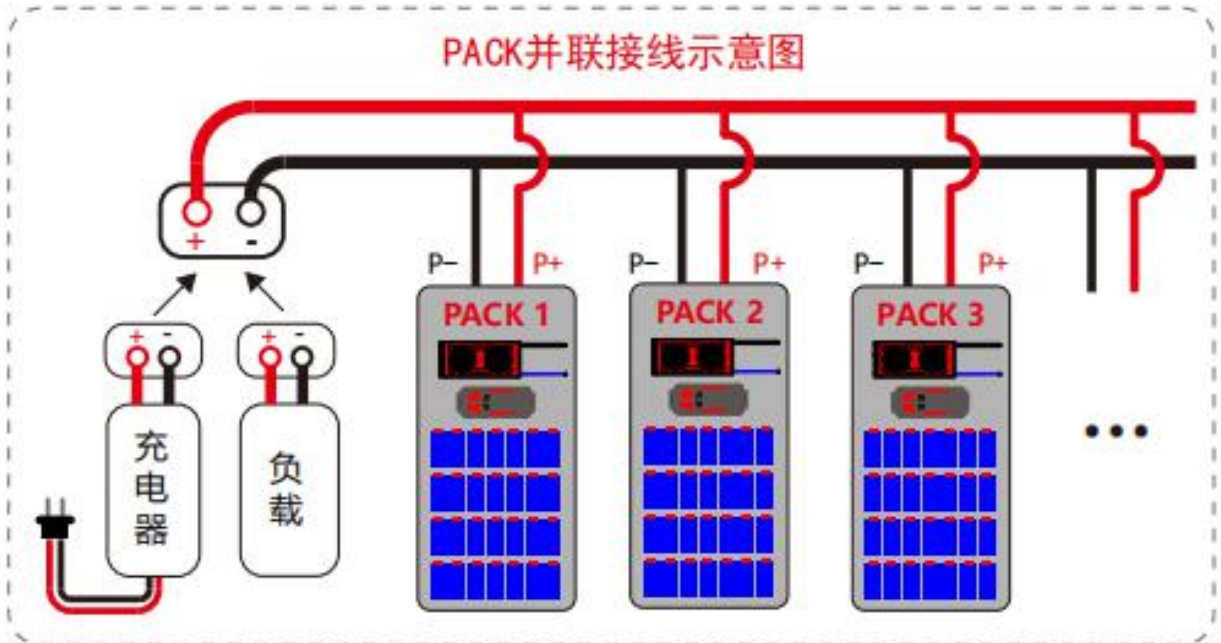 PACK并联接线示意图
+ -
P- P+ P- P+ P- P+
PACK 1 PACK 2 PACK 3
+ - + -
充电器
负载
•••